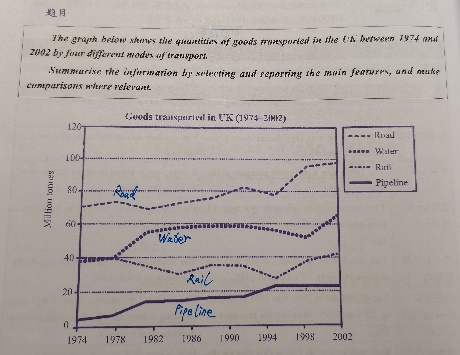 题目
The graph below shows the quantities of goods transported in the UK between 1974 and
2002 by four different modes of transport.
Summarise the information by selecting and reporting the main features, and make
comparisons where relevant.
Goods transported in UK (1974-2002)
Million tonnes
120
100
80
60
40
20
0
1974 1978 1982 1986 1990 1994 1998 2002
Road
Water
Rail
Pipeline
Road
Water
Rail
Pipeline